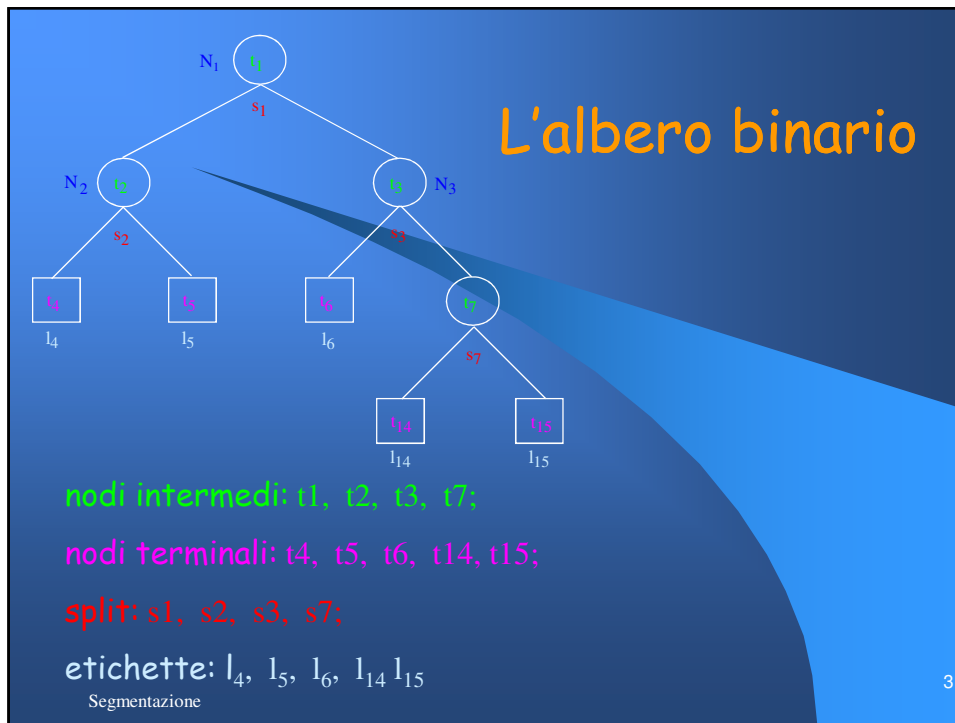 L'albero binario
N1 t1
s1
N2 t2 t3 N3
s2 s3
t4 t5 t6 t7
l4 l5 l6
s7
t14 t15
l14 l15
nodi intermedi: t1, t2, t3, t7;
nodi terminali: t4, t5, t6, t14, t15;
split: s1, s2, s3, s7;
etichette: l4, l5, l6, l14 l15
Segmentazione
3